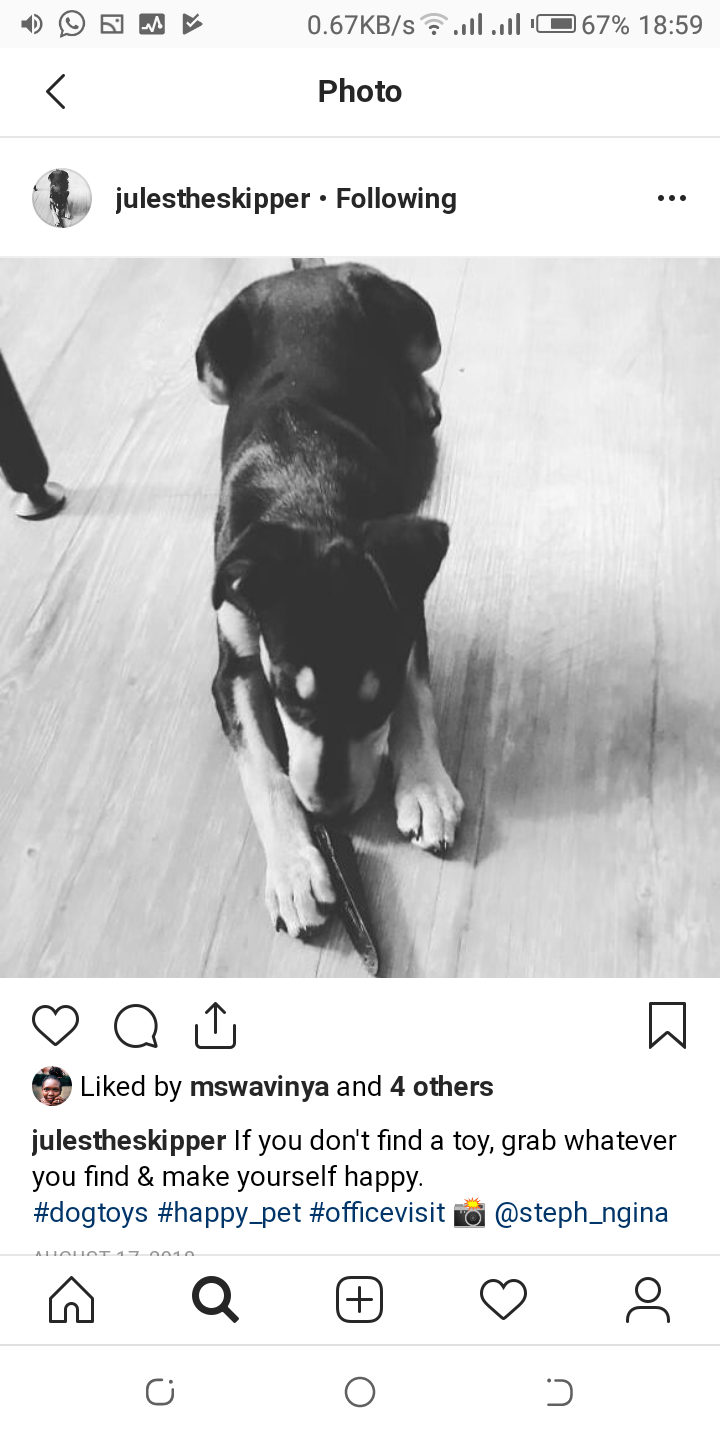 0.67KB/s 67% 18:59
Photo
julestheskipper • Following
Liked by mswavinya and 4 others
julestheskipper If you don't find a toy, grab whatever
you find & make yourself happy.
#dogtoys #happy_pet #officevisit 📸 @steph_ngina